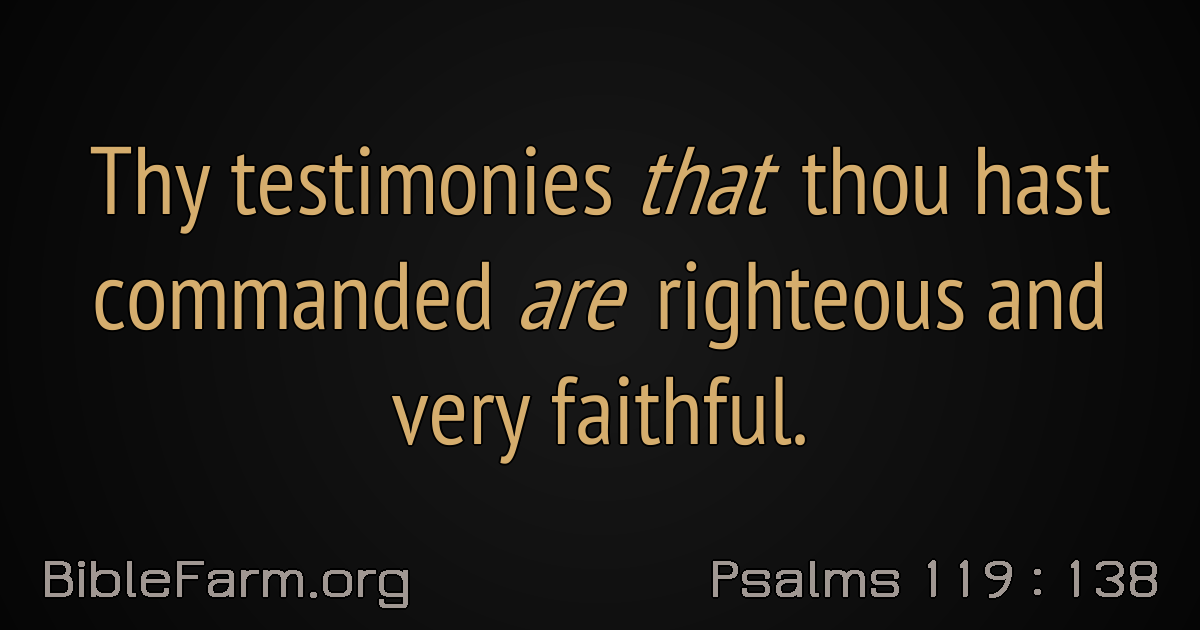 Thy testimonies that thou hast
commanded are righteous and
very faithful.
BibleFarm.org
Psalms 119 : 138